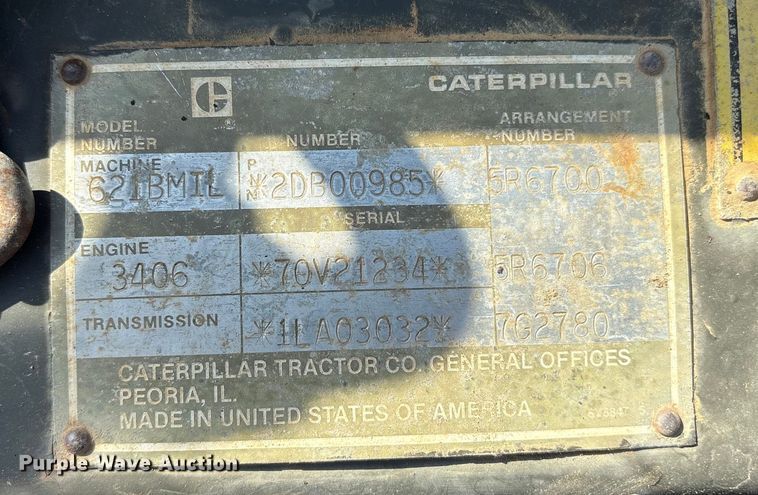 C ® CATERPILLAR
MODEL NUMBER NUMBER ARRANGEMENT NUMBER
MACHINE 621BMIL PIN *2DB00985* 5R6700
SERIAL
ENGINE 3406 *70V21234* 5R6706
TRANSMISSION *1LA03032* 7G2780
CATERPILLAR TRACTOR CO. GENERAL OFFICES
PEORIA, IL.
MADE IN UNITED STATES OF AMERICA
Purple Wave Auction